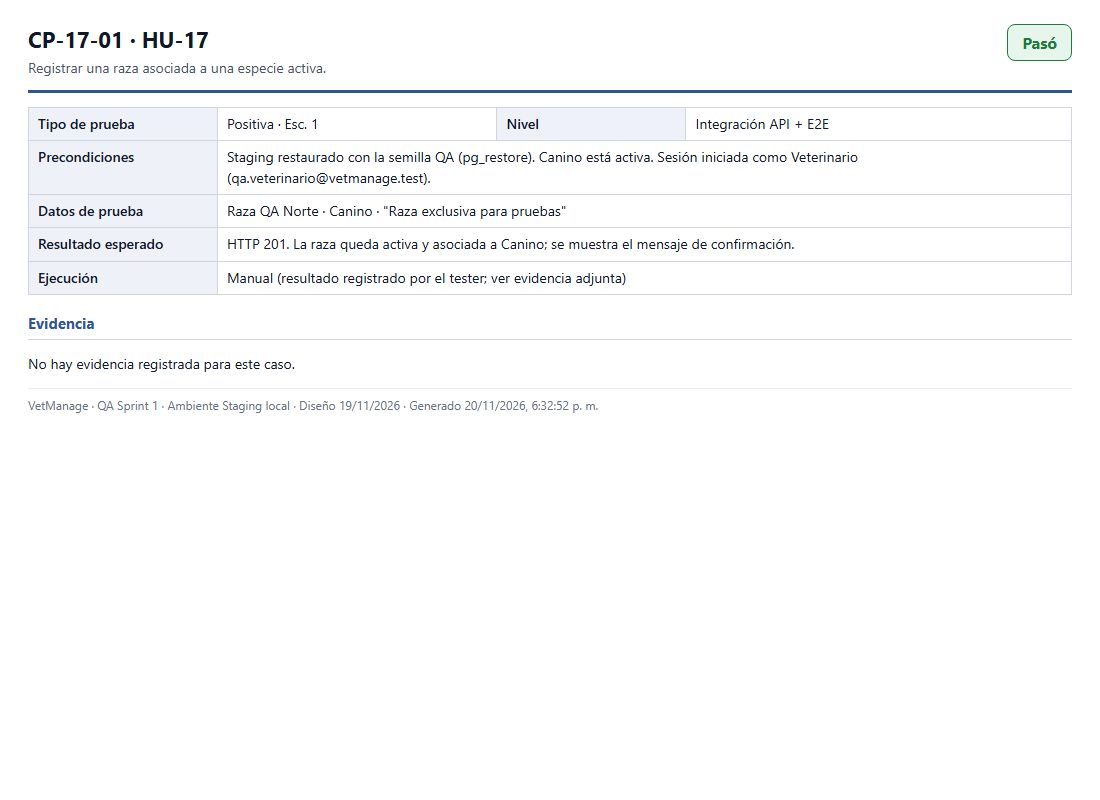 CP-17-01 · HU-17
Pasó
Registrar una raza asociada a una especie activa.
Tipo de prueba
Positiva · Esc. 1
Nivel
Integración API + E2E
Precondiciones
Staging restaurado con la semilla QA (pg_restore). Canino está activa. Sesión iniciada como Veterinario
(qa.veterinario@vetmanage.test).
Datos de prueba
Raza QA Norte · Canino · "Raza exclusiva para pruebas"
Resultado esperado
HTTP 201. La raza queda activa y asociada a Canino; se muestra el mensaje de confirmación.
Ejecución
Manual (resultado registrado por el tester; ver evidencia adjunta)
Evidencia
No hay evidencia registrada para este caso.
VetManage · QA Sprint 1 · Ambiente Staging local · Diseño 19/11/2026 · Generado 20/11/2026, 6:32:52 p. m.